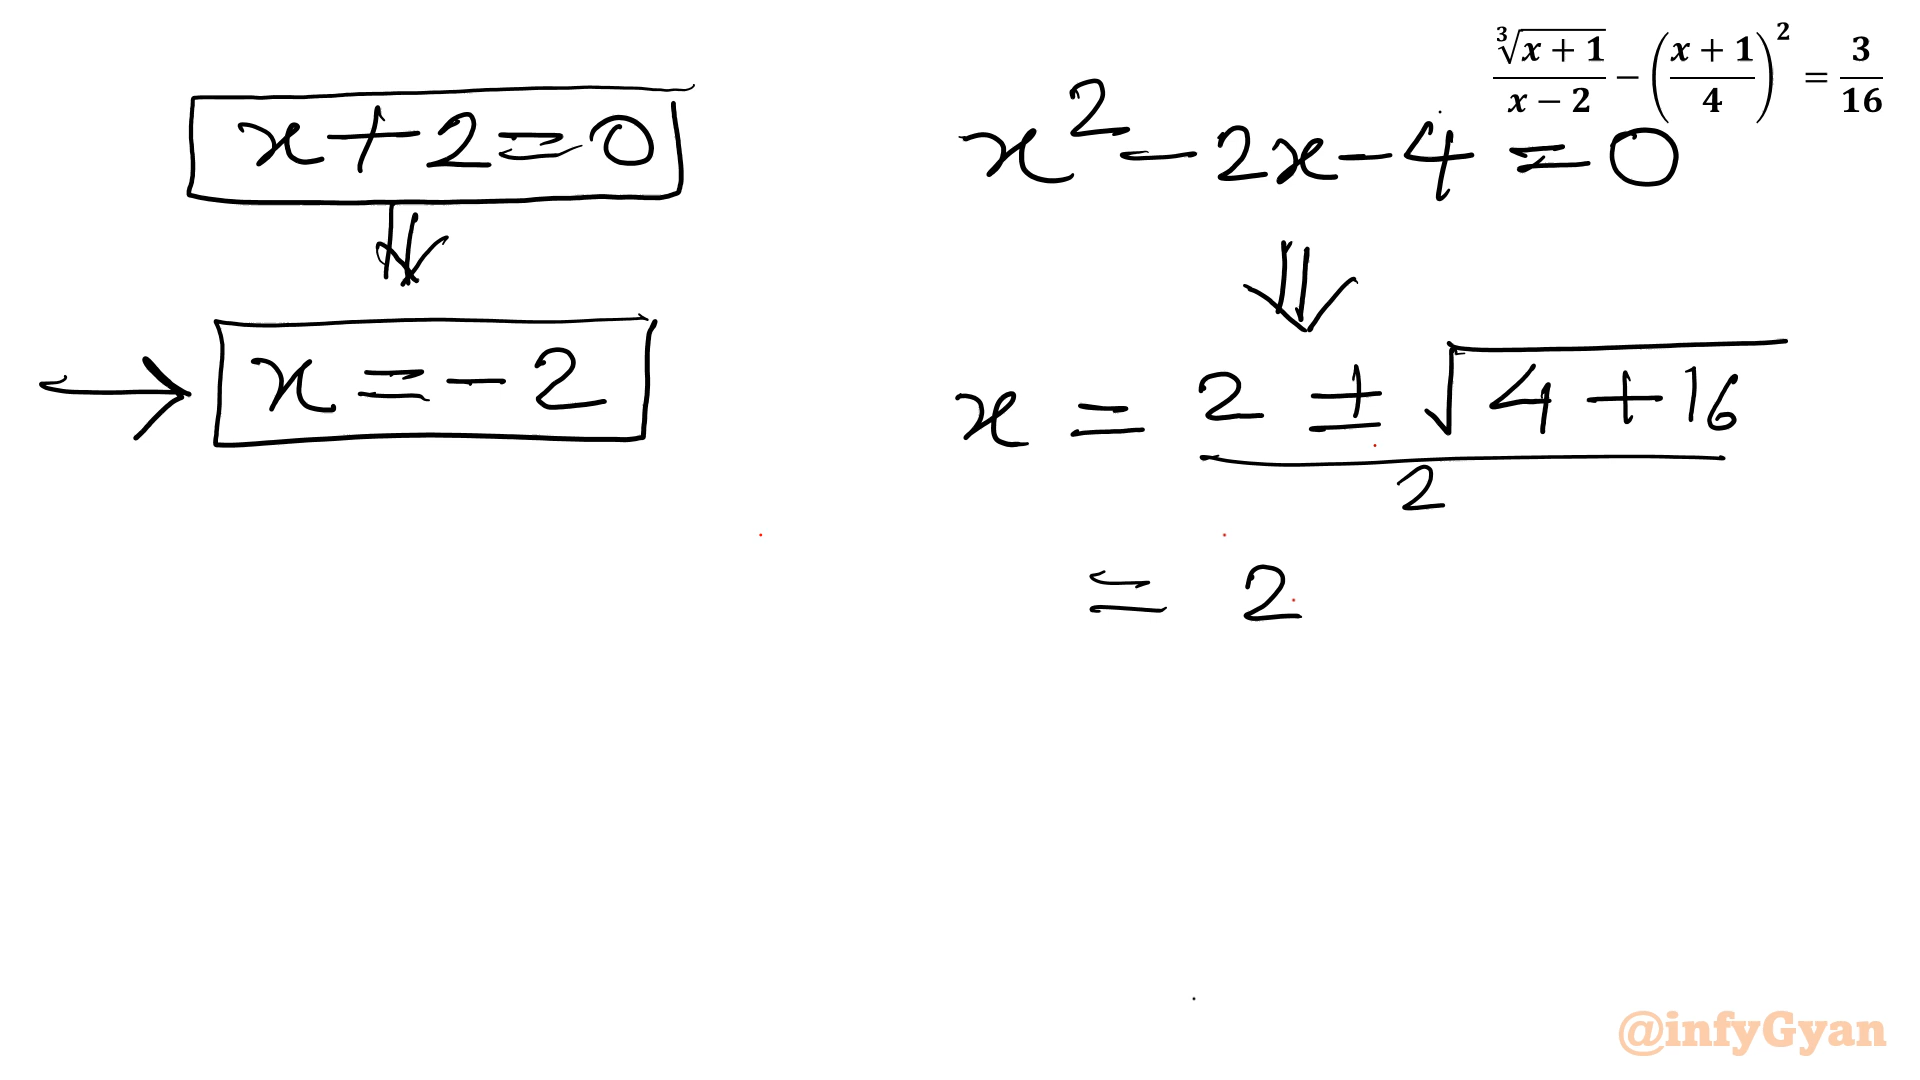 ∛(x + 1)/(x − 2) − ((x + 1)/4)² = 3/16
x + 2 = 0
x² − 2x − 4 = 0
x = −2
x = (2 ± √(4 + 16))/2
= 2
@infyGyan